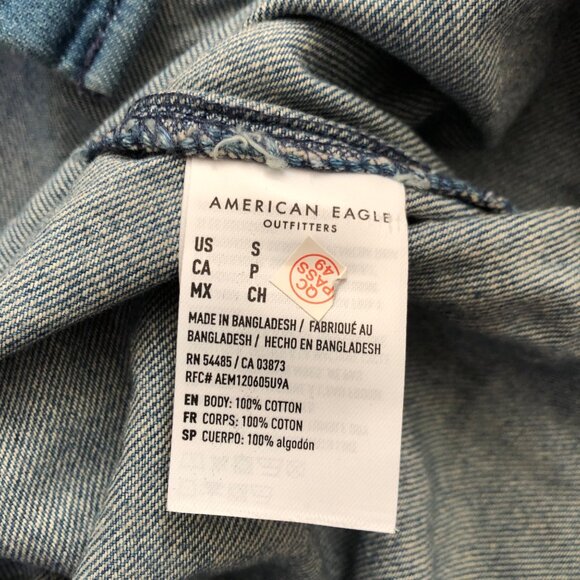 AMERICAN EAGLE
OUTFITTERS
US S
CA P
MX CH
QC
PASS
49
MADE IN BANGLADESH / FABRIQUÉ AU
BANGLADESH / HECHO EN BANGLADESH
RN 54485 / CA 03873
RFC# AEM120605U9A
EN BODY: 100% COTTON
FR CORPS: 100% COTON
SP CUERPO: 100% algodón